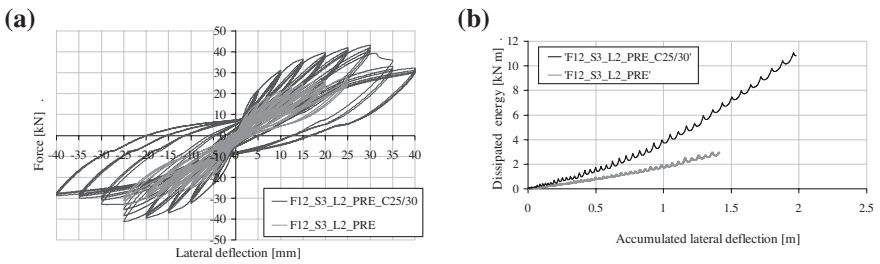 (a)
50
40
30
20
10
0
-10
-20
-30
-40
-50
-40 -35 -30 -25 -20 -15 -10 -5 0 5 10 15 20 25 30 35 40
Force [kN]
Lateral deflection [mm]
F12_S3_L2_PRE_C25/30
F12_S3_L2_PRE
(b)
12
10
8
6
4
2
0
0 0.5 1 1.5 2 2.5
Dissipated energy [kN m]
Accumulated lateral deflection [m]
'F12_S3_L2_PRE_C25/30'
'F12_S3_L2_PRE'